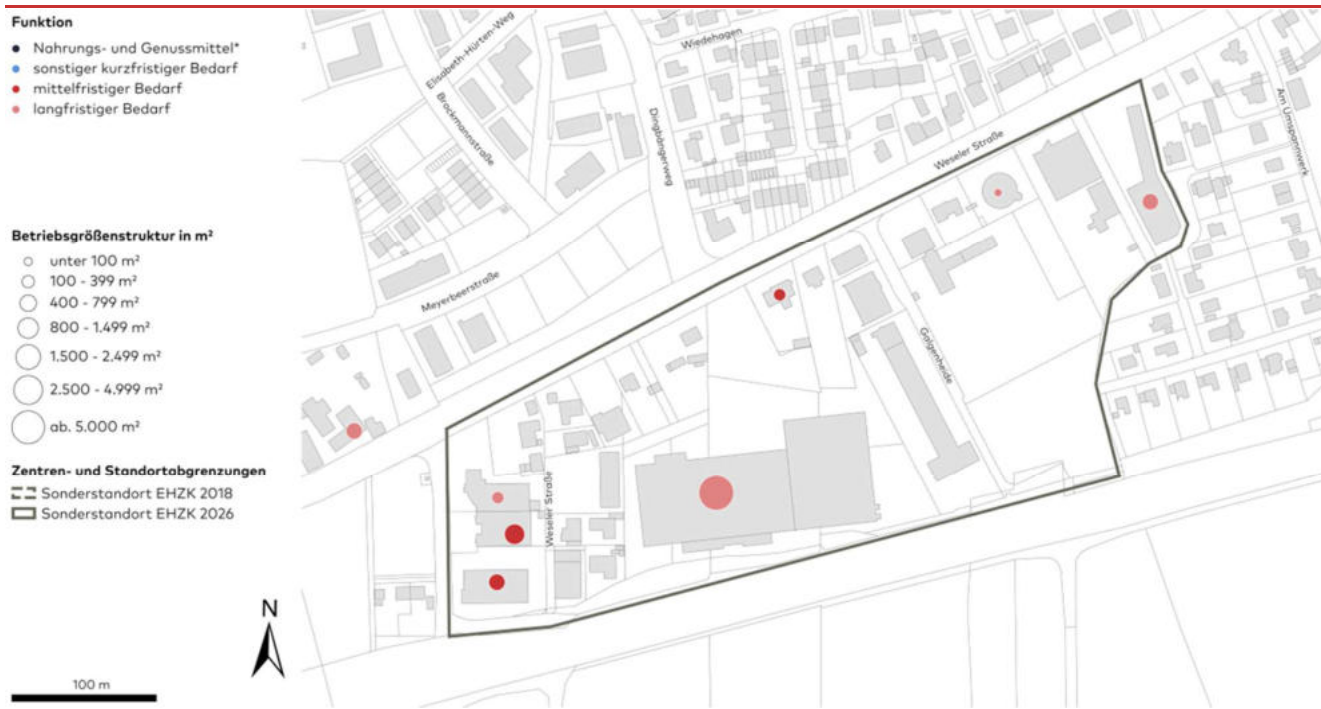 Funktion
Nahrungs- und Genussmittel*
sonstiger kurzfristiger Bedarf
mittelfristiger Bedarf
langfristiger Bedarf
Betriebsgrößenstruktur in m²
unter 100 m²
100 - 399 m²
400 - 799 m²
800 - 1.499 m²
1.500 - 2.499 m²
2.500 - 4.999 m²
ab. 5.000 m²
Zentren- und Standortabgrenzungen
Sonderstandort EHZK 2018
Sonderstandort EHZK 2026
N
100 m
Elisabeth-Hürten-Weg
Wiedehagen
Brockmannstraße
Dingbängerweg
Weseler Straße
Am Umspannwerk
Meyerbeerstraße
Galgenheide
Weseler Straße